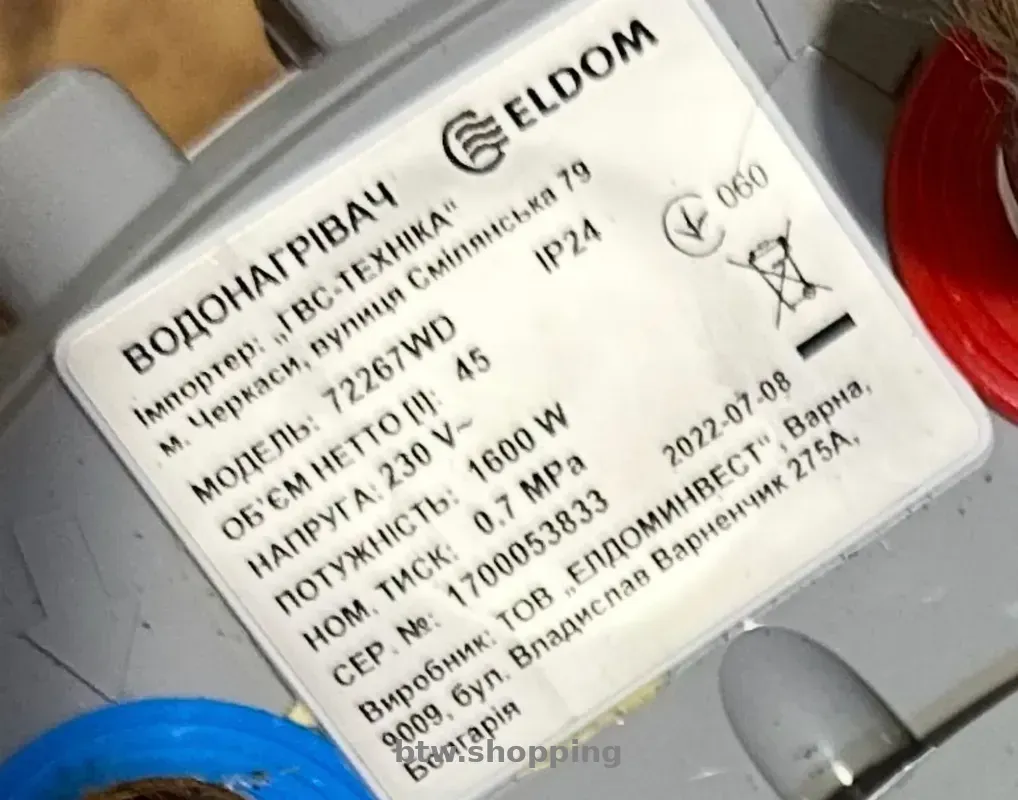 ELDOM
ВОДОНАГРІВАЧ
Імпортер: „ГВС-ТЕХНІКА"
м. Черкаси, вулиця Смілянська 79
МОДЕЛЬ: 72267WD IP24
060
ОБ'ЄМ НЕТТО [l]: 45
НАПРУГА: 230 V~
ПОТУЖНІСТЬ: 1600 W
НОМ. ТИСК: 0,7 MPa
СЕР. №: 1700053833 2022-07-08
Виробник: ТОВ „ЕЛДОМИНВЕСТ", Варна,
9009, бул. Владислав Варненчик 275А,
Болгарія
btw.shopping